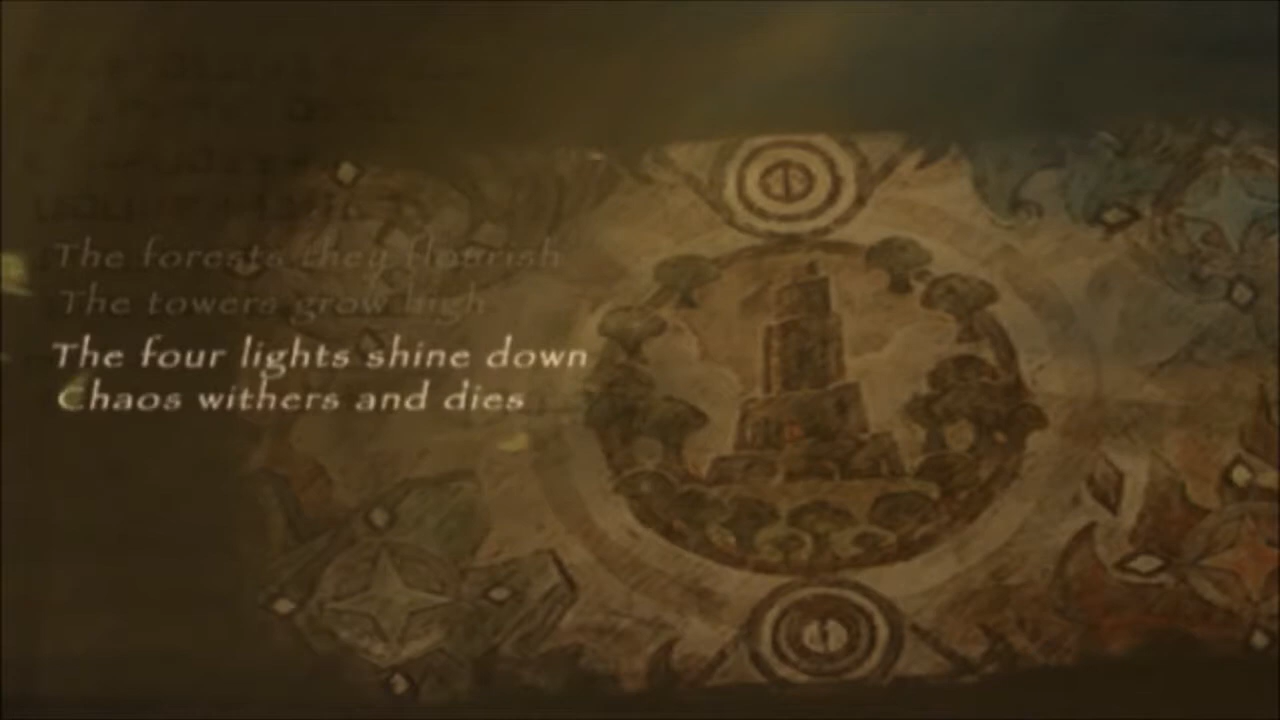 The forests they flourish
The towers grow high
The four lights shine down
Chaos withers and dies